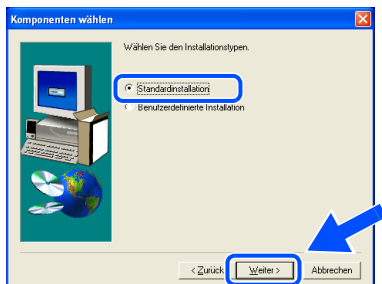 Komponenten wählen
Wählen Sie den Installationstypen.
Standardinstallation
Benutzerdefinierte Installation
< Zurück
Weiter >
Abbrechen